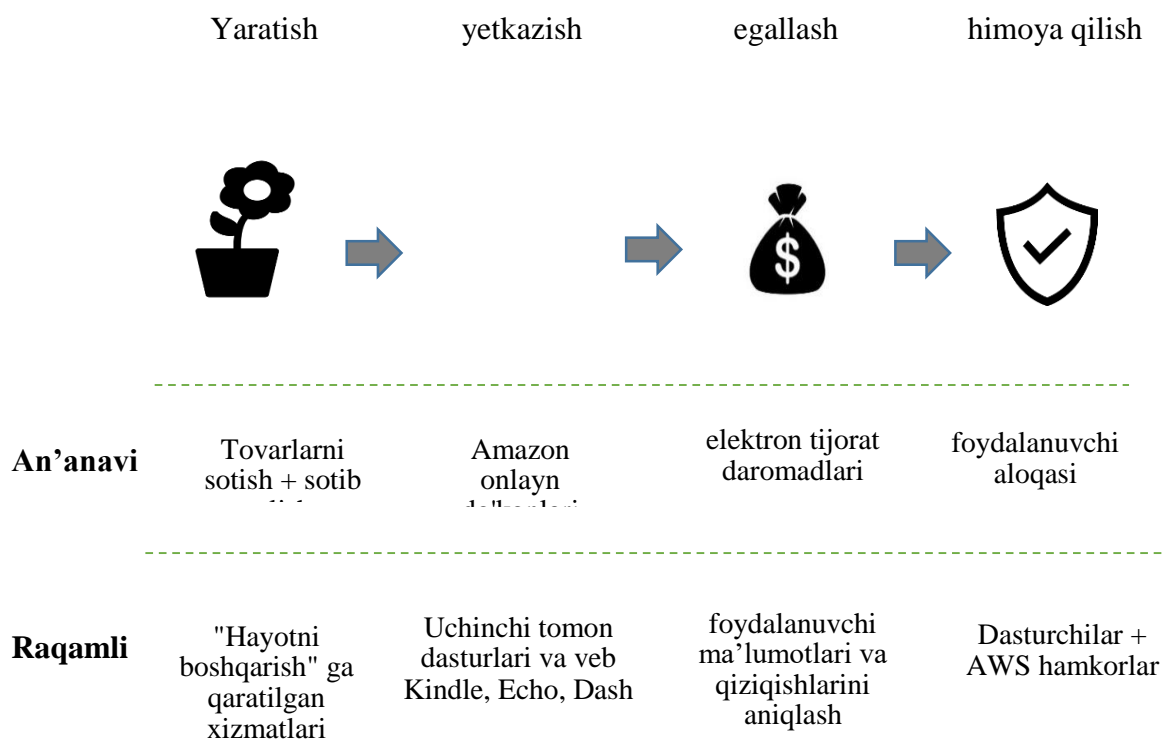 Yaratish yetkazish egallash himoya qilish
$
An’anavi
Tovarlarni
sotish + sotib
Amazon
onlayn
elektron tijorat
daromadlari
foydalanuvchi
aloqasi
Raqamli
"Hayotni
boshqarish" ga
qaratilgan
xizmatlari
Uchinchi tomon
dasturlari va veb
Kindle, Echo, Dash
foydalanuvchi
ma’lumotlari va
qiziqishlarini
aniqlash
Dasturchilar +
AWS hamkorlar